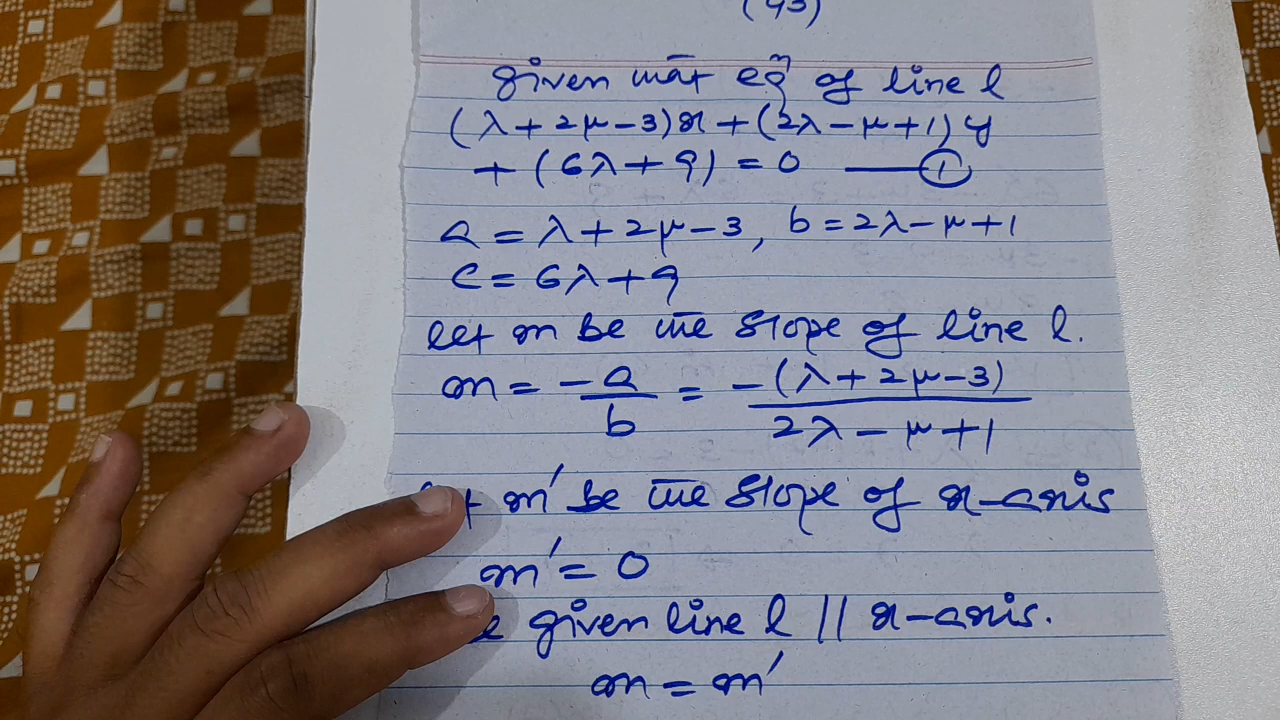 (43)
given that eqn of line l
(λ+2μ-3)x+(2λ-μ+1)y
+(6λ+9)=0 —— ①
a=λ+2μ-3, b=2λ-μ+1
c=6λ+9
let m be the slope of line l.
m = -a/b = -(λ+2μ-3)/(2λ-μ+1)
m' be the slope of x-axis
m'=0
given line l || x-axis.
m = m'